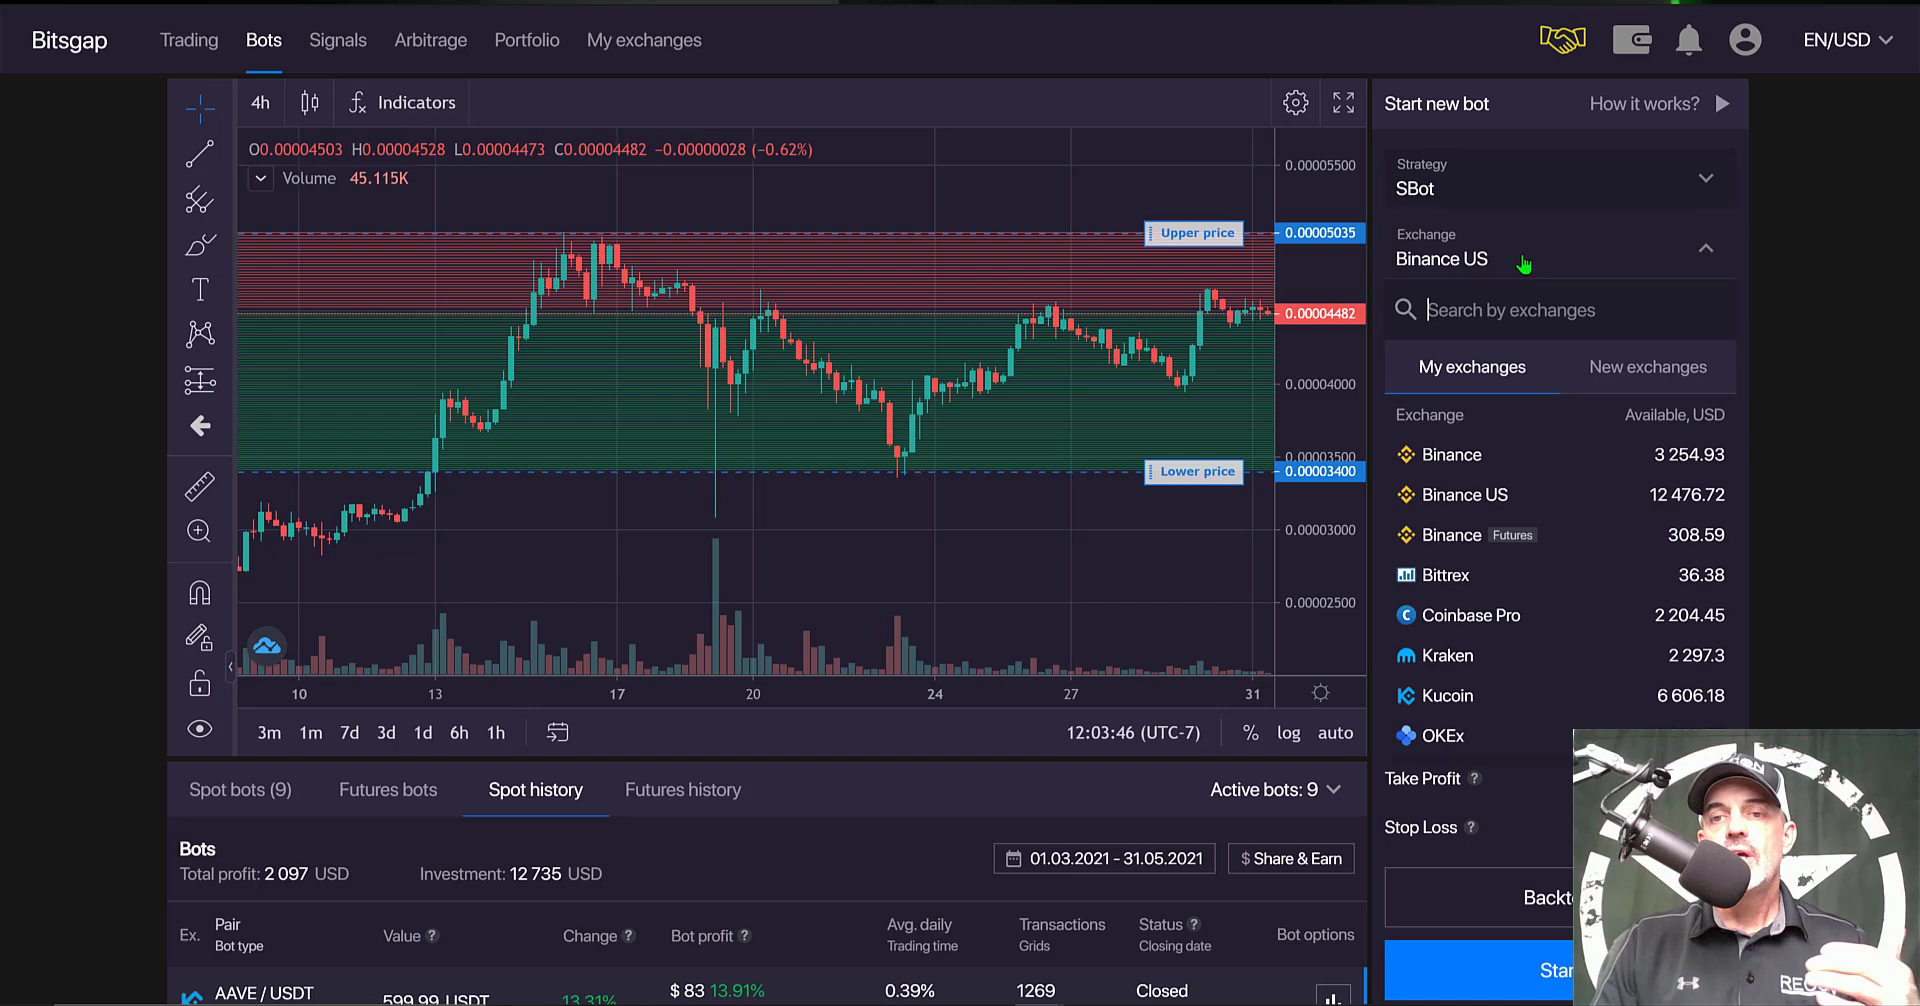 Bitsgap
Trading Bots Signals Arbitrage Portfolio My exchanges
EN/USD
4h Indicators
O0.00004503 H0.00004528 L0.00004473 C0.00004482 −0.00000028 (−0.62%)
Volume 45.115K
0.00005500
Upper price 0.00005035
0.00004482
0.00004000
0.00003500
Lower price 0.00003400
0.00003000
0.00002500
10 13 17 20 24 27 31
3m 1m 7d 3d 1d 6h 1h 12:03:46 (UTC-7) % log auto
Start new bot How it works?
Strategy
SBot
Exchange
Binance US
Search by exchanges
My exchanges New exchanges
Exchange Available, USD
Binance 3 254.93
Binance US 12 476.72
Binance Futures 308.59
Bittrex 36.38
Coinbase Pro 2 204.45
Kraken 2 297.3
Kucoin 6 606.18
OKEx
Take Profit ?
Stop Loss ?
Backt
Star
Spot bots (9) Futures bots Spot history Futures history Active bots: 9
Bots
Total profit: 2 097 USD Investment: 12 735 USD
01.03.2021 - 31.05.2021 $ Share & Earn
Ex. Pair
Bot type
Value ? Change ? Bot profit ?
Avg. daily
Trading time
Transactions
Grids
Status ?
Closing date
Bot options
AAVE / USDT 599.99 USDT 13.31% $ 83 13.91% 0.39% 1269 Closed